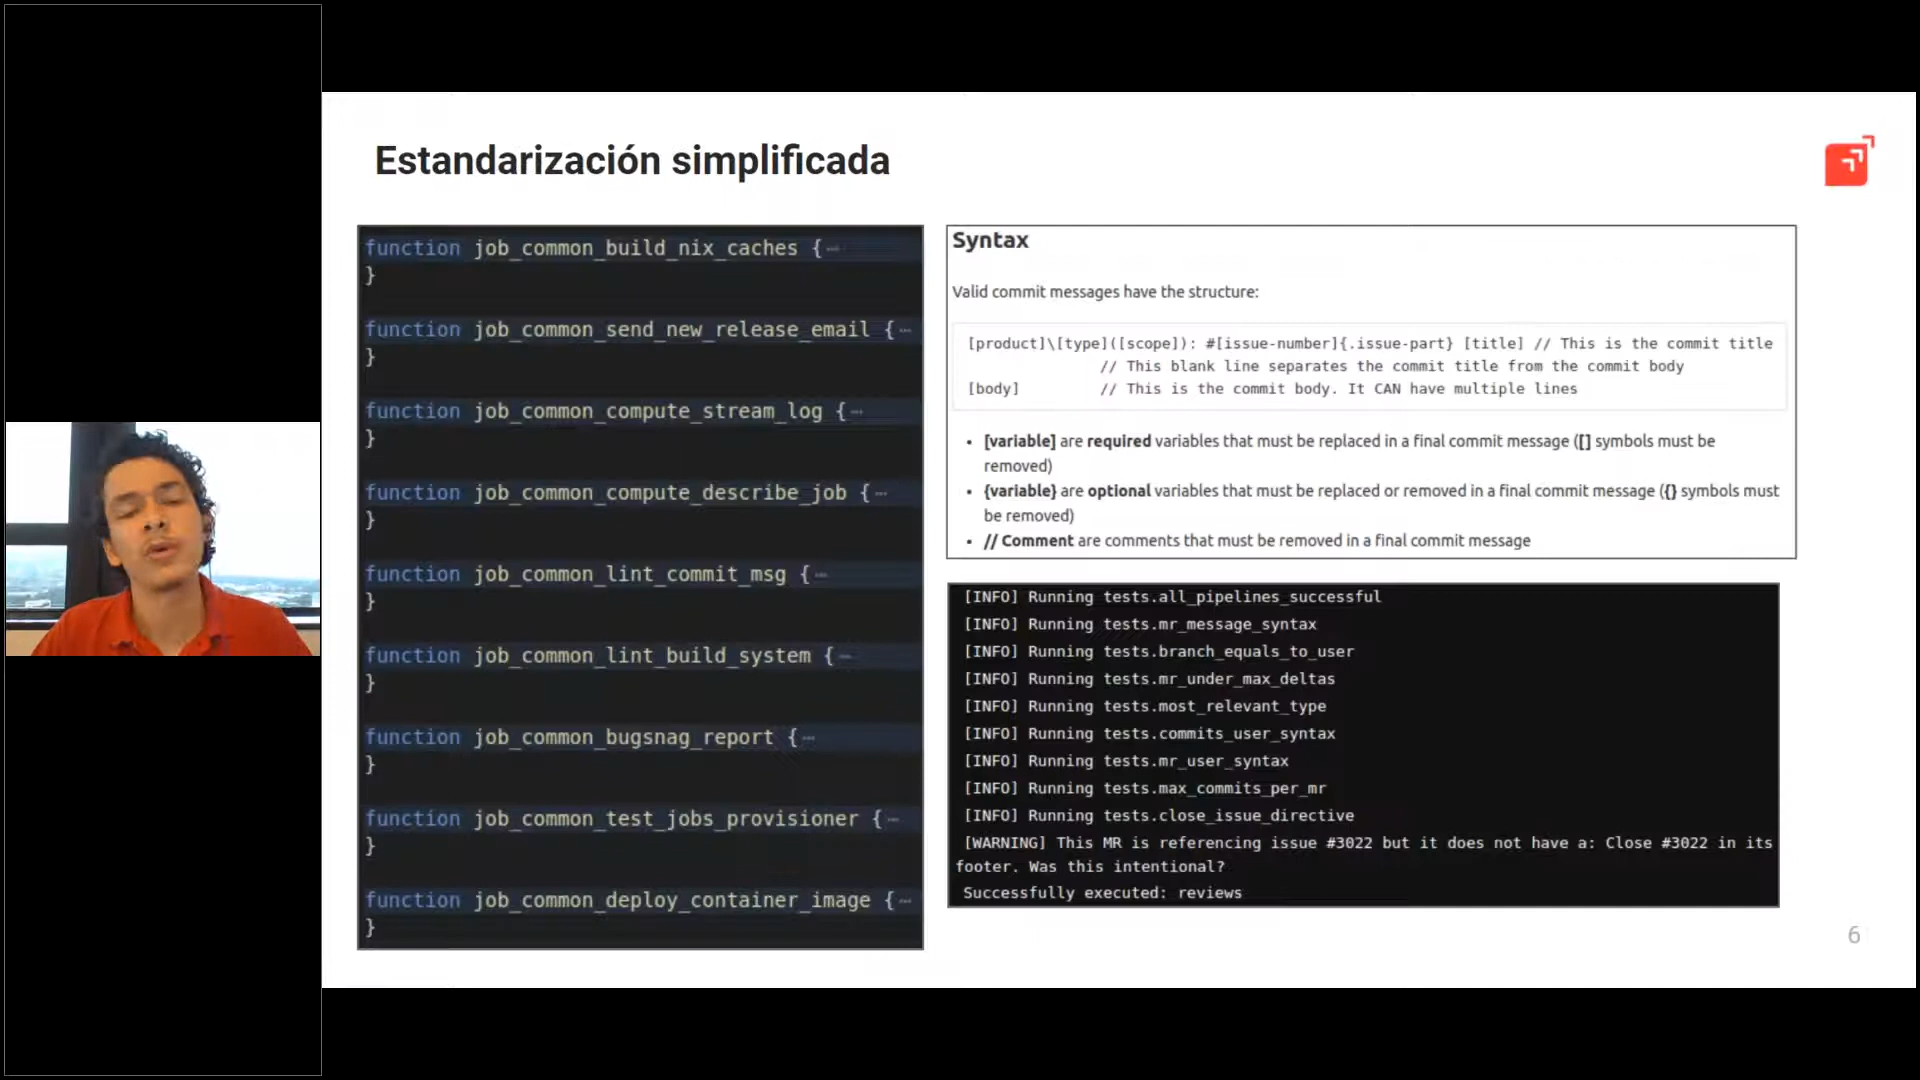 Estandarización simplificada
function job_common_build_nix_caches {
}
function job_common_send_new_release_email {
}
function job_common_compute_stream_log {
}
function job_common_compute_describe_job {
}
function job_common_lint_commit_msg {
}
function job_common_lint_build_system {
}
function job_common_bugsnag_report {
}
function job_common_test_jobs_provisioner {
}
function job_common_deploy_container_image {
}
Syntax
Valid commit messages have the structure:
[product]\[type]([scope]): #[issue-number]{.issue-part} [title] // This is the commit title
// This blank line separates the commit title from the commit body
[body] // This is the commit body. It CAN have multiple lines
• [variable] are required variables that must be replaced in a final commit message ([] symbols must be
removed)
• {variable} are optional variables that must be replaced or removed in a final commit message ({} symbols must
be removed)
• // Comment are comments that must be removed in a final commit message
[INFO] Running tests.all_pipelines_successful
[INFO] Running tests.mr_message_syntax
[INFO] Running tests.branch_equals_to_user
[INFO] Running tests.mr_under_max_deltas
[INFO] Running tests.most_relevant_type
[INFO] Running tests.commits_user_syntax
[INFO] Running tests.mr_user_syntax
[INFO] Running tests.max_commits_per_mr
[INFO] Running tests.close_issue_directive
[WARNING] This MR is referencing issue #3022 but it does not have a: Close #3022 in its
footer. Was this intentional?
Successfully executed: reviews
6